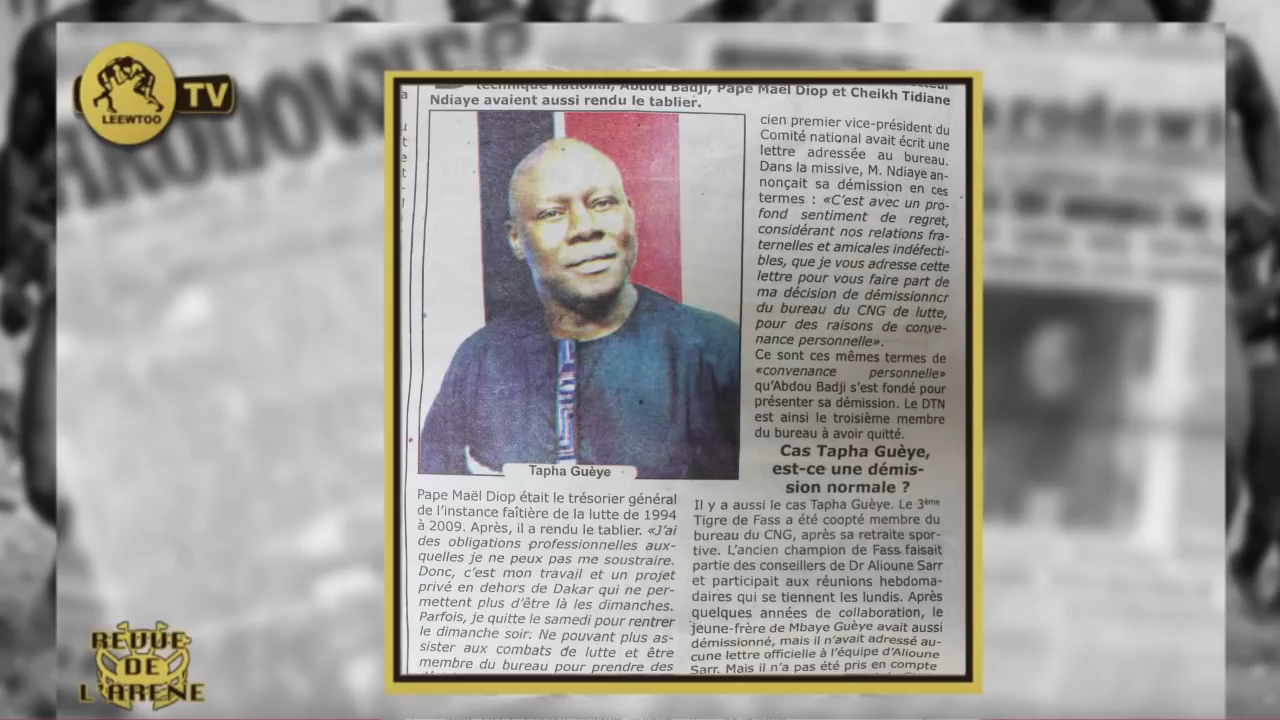 LEEWTOO
TV
technique national, Abdou Badji, Pape Maël Diop et Cheikh Tidiane
Ndiaye avaient aussi rendu le tablier.
Tapha Guèye
Pape Maël Diop était le trésorier général
de l'instance faîtière de la lutte de 1994
à 2009. Après, il a rendu le tablier. «J'ai
des obligations professionnelles aux-
quelles je ne peux pas me soustraire.
Donc, c'est mon travail et un projet
privé en dehors de Dakar qui ne per-
mettent plus d'être là les dimanches.
Parfois, je quitte le samedi pour rentrer
le dimanche soir. Ne pouvant plus as-
sister aux combats de lutte et être
membre du bureau pour prendre des
cien premier vice-président du
Comité national avait écrit une
lettre adressée au bureau.
Dans la missive, M. Ndiaye an-
nonçait sa démission en ces
termes : «C'est avec un pro-
fond sentiment de regret,
considérant nos relations fra-
ternelles et amicales indéfecti-
bles, que je vous adresse cette
lettre pour vous faire part de
ma décision de démissionncr
du bureau du CNG de lutte,
pour des raisons de conve-
nance personnelle».
Ce sont ces mêmes termes de
«convenance personnelle»
qu'Abdou Badji s'est fondé pour
présenter sa démission. Le DTN
est ainsi le troisième membre
du bureau à avoir quitté.
Cas Tapha Guèye,
est-ce une démis-
sion normale ?
Il y a aussi le cas Tapha Guèye. Le 3ème
Tigre de Fass a été coopté membre du
bureau du CNG, après sa retraite spor-
tive. L'ancien champion de Fass faisait
partie des conseillers de Dr Alioune Sarr
et participait aux réunions hebdoma-
daires qui se tiennent les lundis. Après
quelques années de collaboration, le
jeune-frère de Mbaye Guèye avait aussi
démissionné, mais il n'avait adressé au-
cune lettre officielle à l'équipe d'Alioune
Sarr. Mais il n'a pas été pris en compte
REVUE
DE
L'ARENE